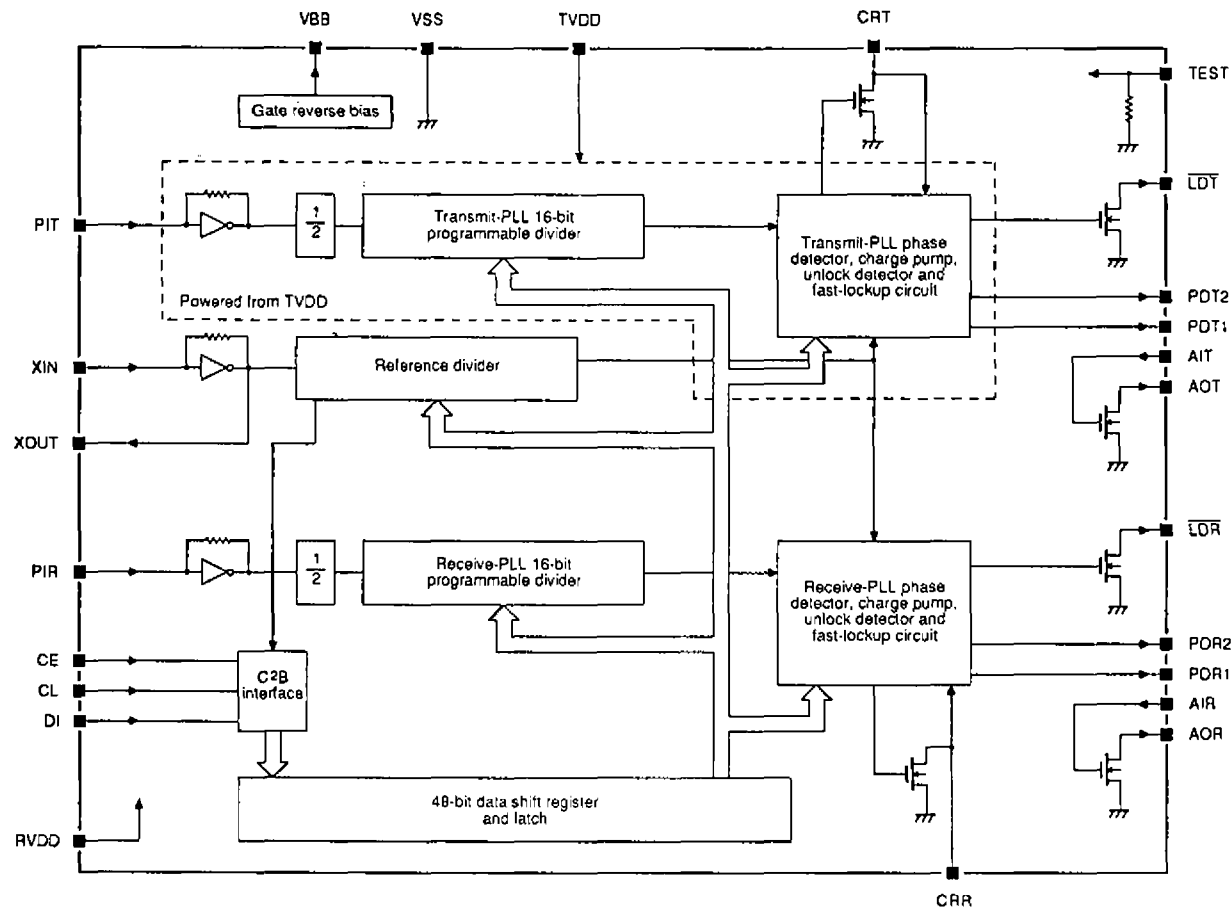 VBB
VSS
TVDD
CRT
TEST
Gate reverse bias
LDT
PIT
1
2
Transmit-PLL 16-bit
programmable divider
Transmit-PLL phase
detector, charge pump,
unlock detector and
fast-lockup circuit
Powered from TVDD
PDT2
PDT1
XIN
Reference divider
AIT
AOT
XOUT
LDR
PIR
1
2
Receive-PLL 16-bit
programmable divider
Receive-PLL phase
detector, charge pump,
unlock detector and
fast-lockup circuit
PDR2
PDR1
CE
CL
DI
C²B
interface
AIR
AOR
48-bit data shift register
and latch
RVDD
CRR